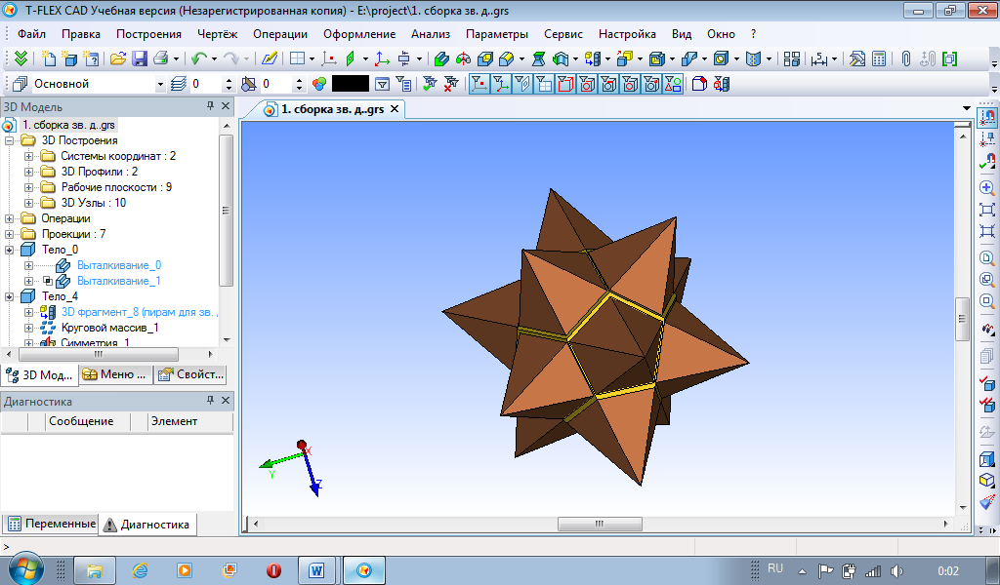 T-FLEX CAD Учебная версия (Незарегистрированная копия) - E:\project\1. сборка зв. д..grs
Файл Правка Построения Чертёж Операции Оформление Анализ Параметры Сервис Настройка Вид Окно ?
Основной 0 0
3D Модель
1. сборка зв. д..grs
1. сборка зв. д..grs
3D Построения
Системы координат : 2
3D Профили : 2
Рабочие плоскости : 9
3D Узлы : 10
Операции
Проекции : 7
Тело_0
Выталкивание_0
Выталкивание_1
Тело_4
3D фрагмент_8 (пирам для зв.
Круговой массив_1
Симметрия_1
3D Мод... Меню ... Свойст...
Диагностика
Сообщение Элемент
X
Y
Z
Переменные Диагностика
>
RU 0:02